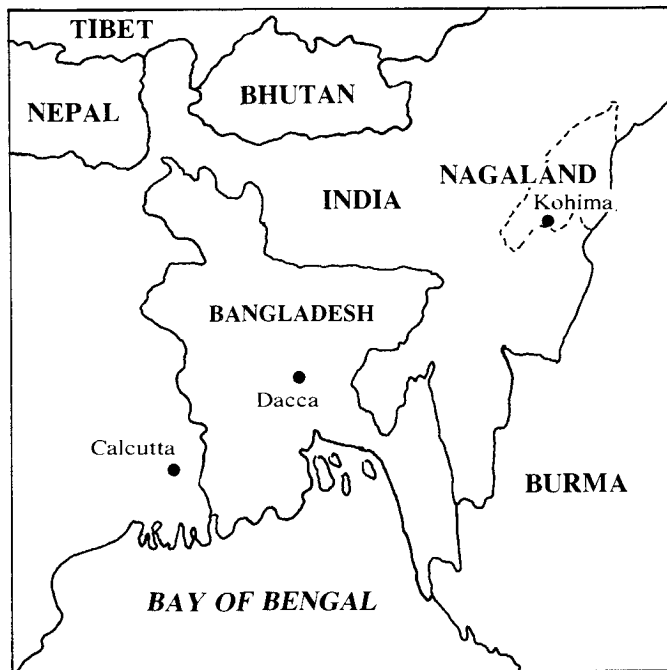 TIBET
NEPAL
BHUTAN
NAGALAND
INDIA
Kohima
BANGLADESH
Dacca
Calcutta
BURMA
BAY OF BENGAL